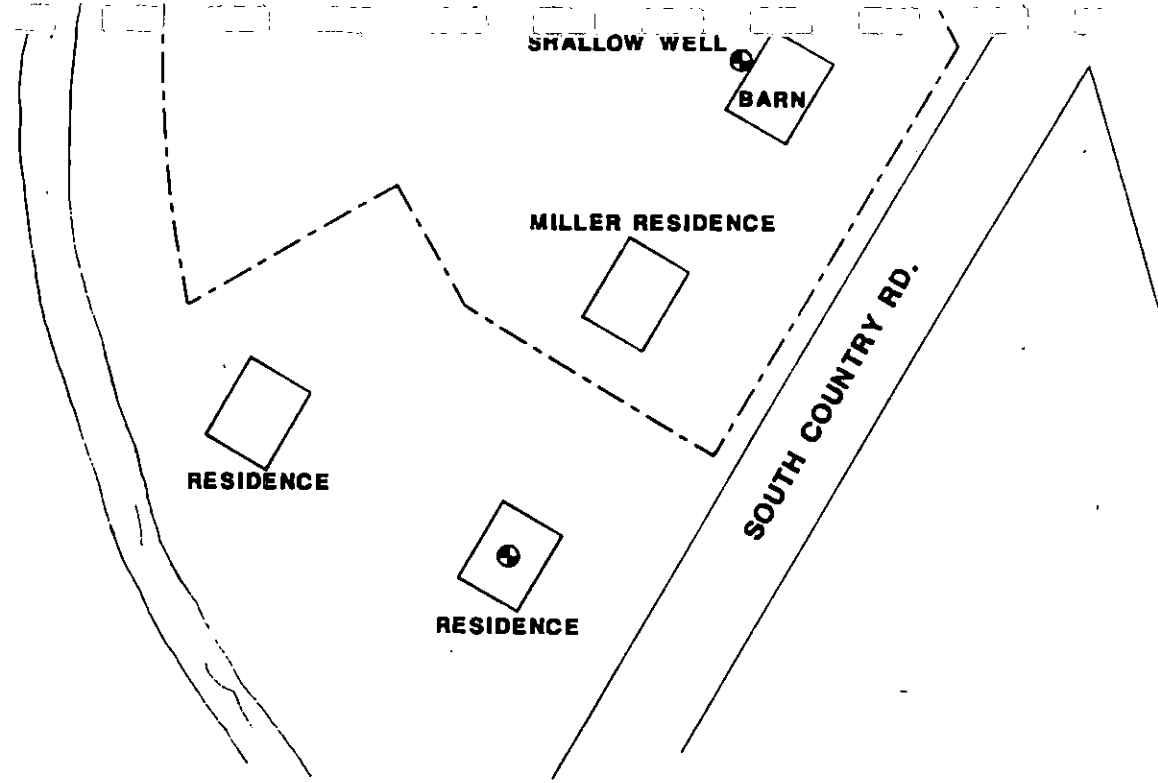 SHALLOW WELL
BARN
MILLER RESIDENCE
SOUTH COUNTRY RD.
RESIDENCE
RESIDENCE